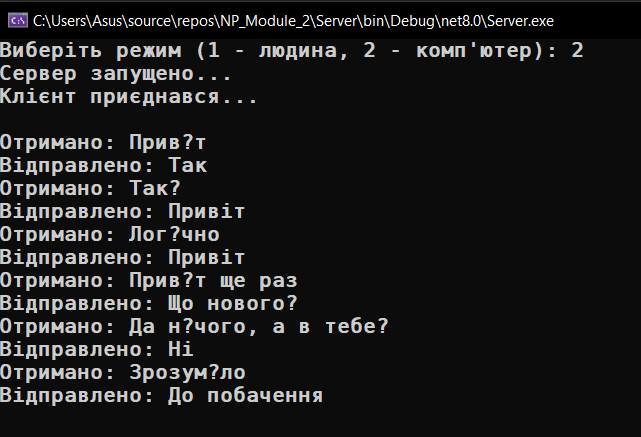 C:\Users\Asus\source\repos\NP_Module_2\Server\bin\Debug\net8.0\Server.exe
Виберіть режим (1 - людина, 2 - комп'ютер): 2
Сервер запущено...
Клієнт приєднався...
Отримано: Прив?т
Відправлено: Так
Отримано: Так?
Відправлено: Привіт
Отримано: Лог?чно
Відправлено: Привіт
Отримано: Прив?т ще раз
Відправлено: Що нового?
Отримано: Да н?чого, а в тебе?
Відправлено: Ні
Отримано: Зрозум?ло
Відправлено: До побачення